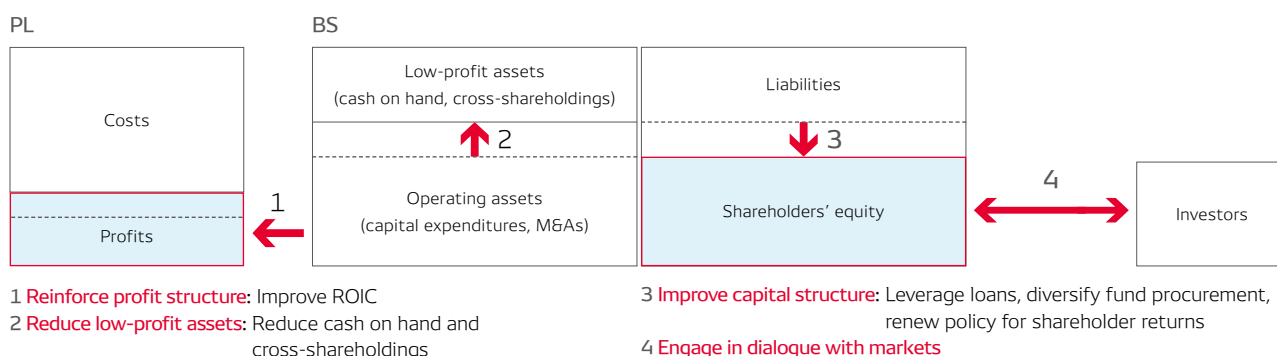 PL
BS
Costs
Profits
1
Low-profit assets
(cash on hand, cross-shareholdings)
2
Operating assets
(capital expenditures, M&As)
Liabilities
3
Shareholders’ equity
4
Investors
1 Reinforce profit structure: Improve ROIC
2 Reduce low-profit assets: Reduce cash on hand and
cross-shareholdings
3 Improve capital structure: Leverage loans, diversify fund procurement,
renew policy for shareholder returns
4 Engage in dialogue with markets